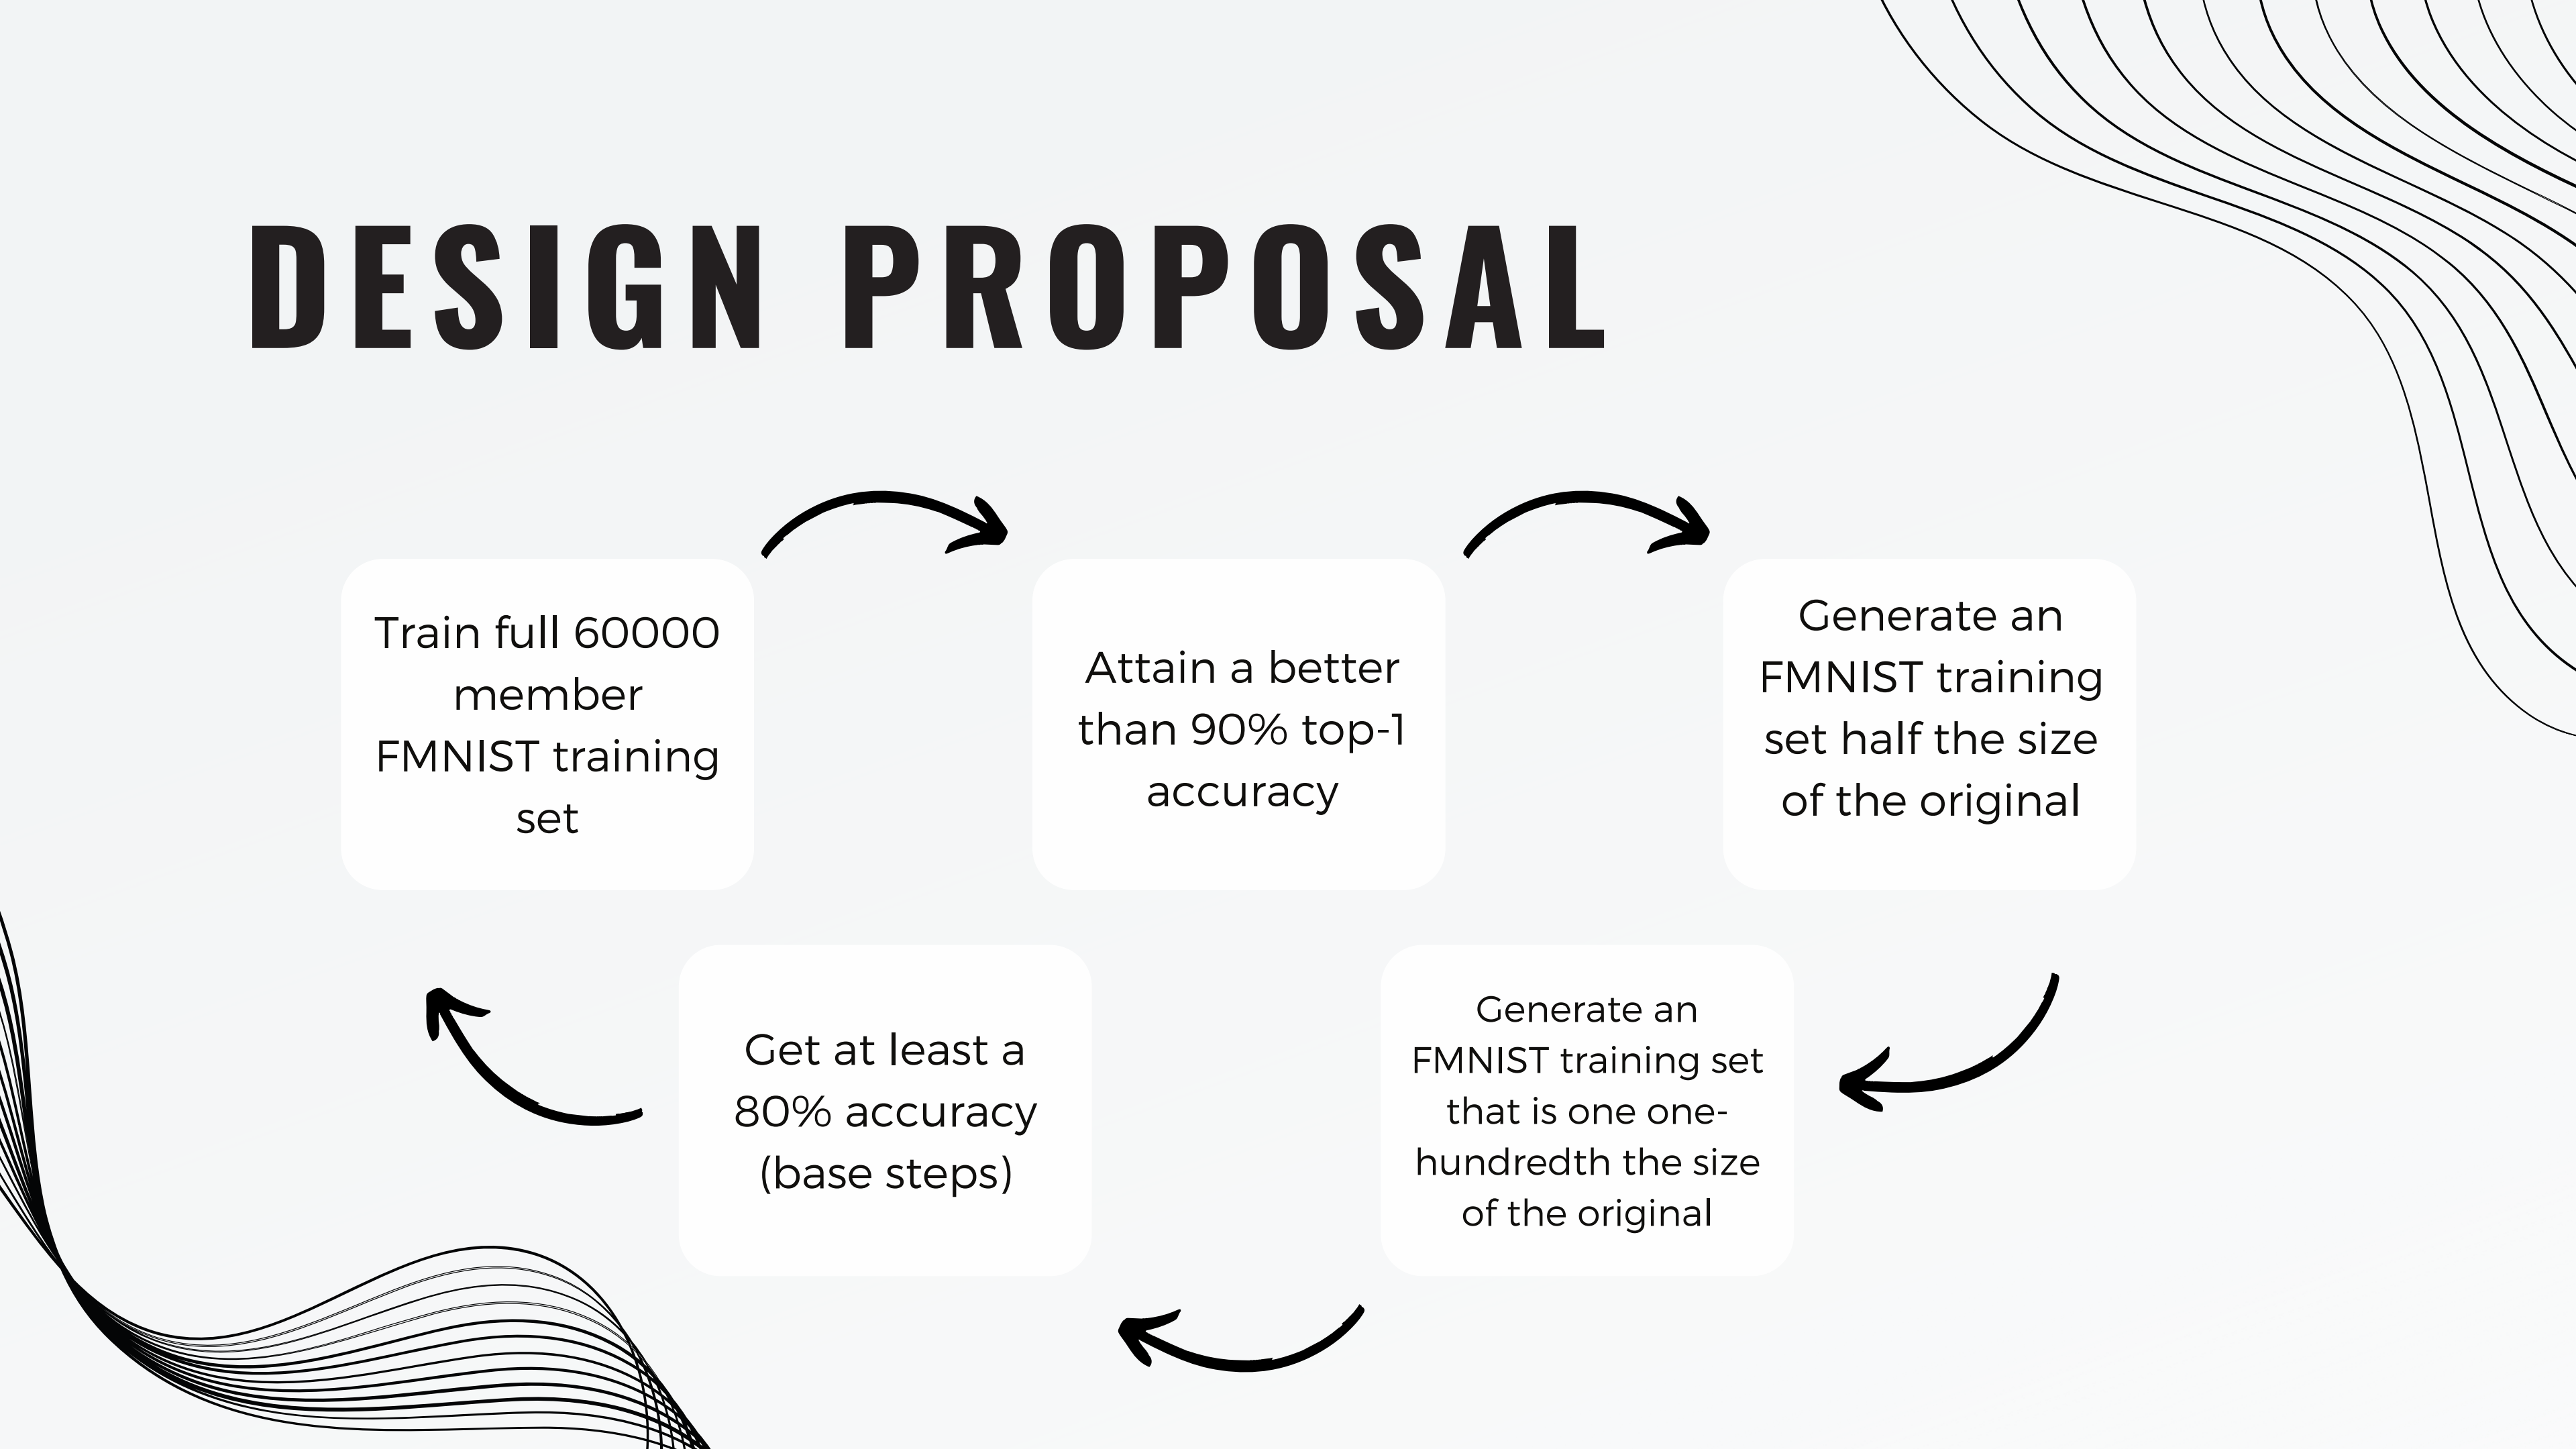 DESIGN PROPOSAL
Train full 60000
member
FMNIST training
set
Attain a better
than 90% top-1
accuracy
Generate an
FMNIST training
set half the size
of the original
Generate an
FMNIST training set
that is one one-
hundredth the size
of the original
Get at least a
80% accuracy
(base steps)